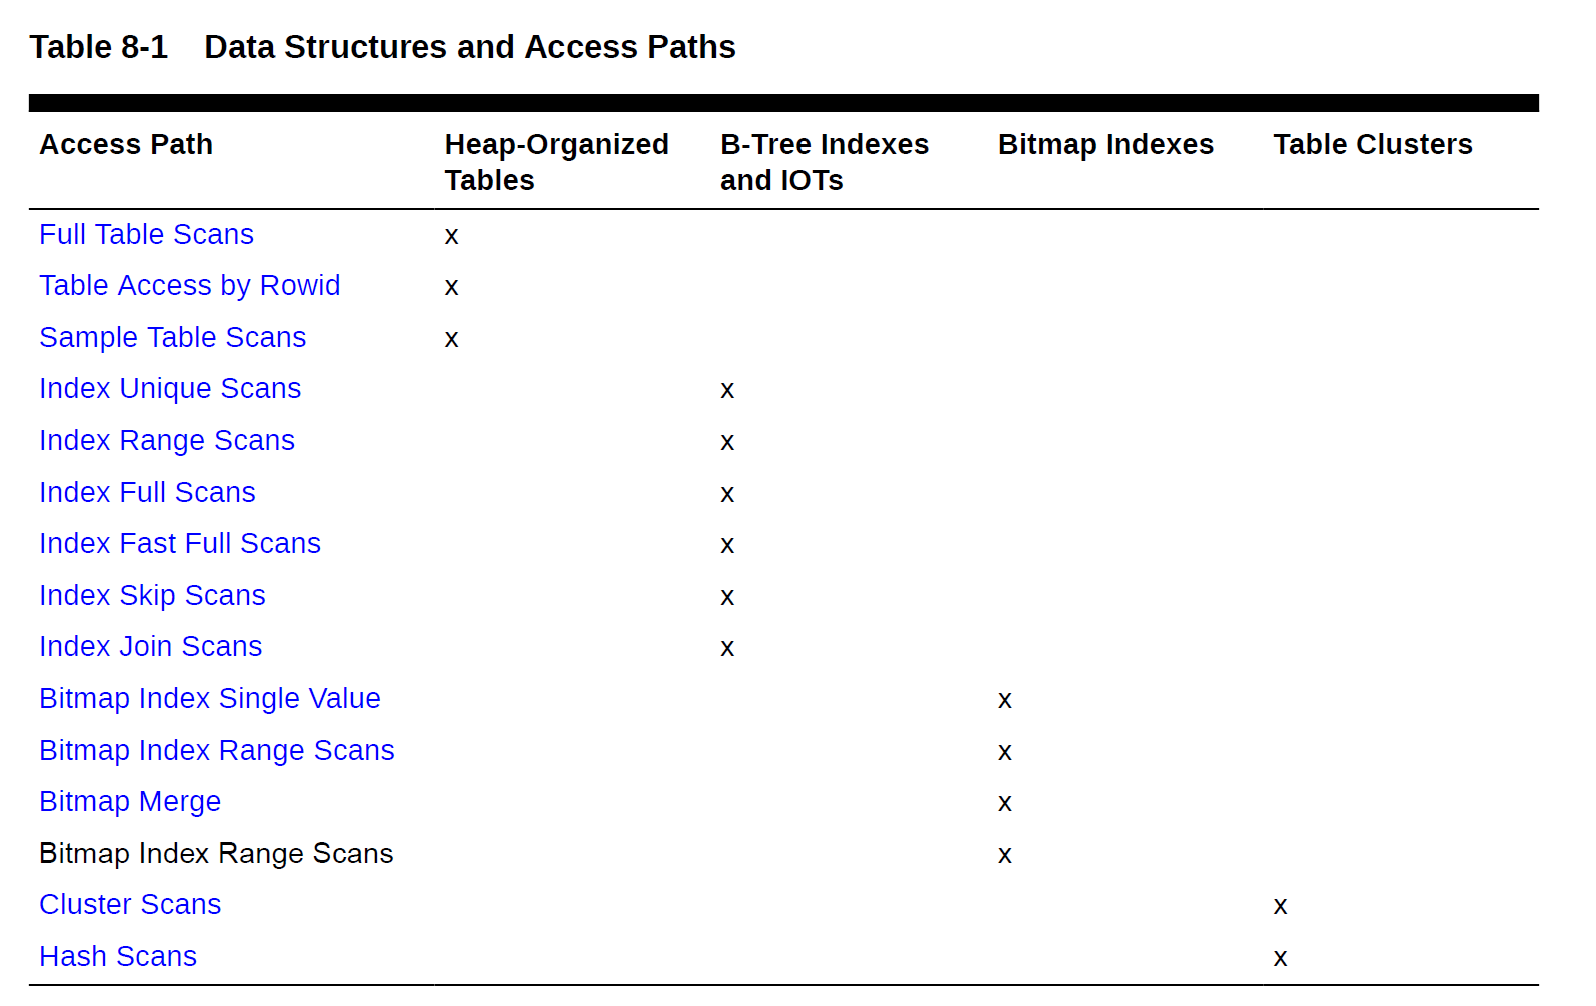 Table 8-1 Data Structures and Access Paths
Access Path Heap-Organized Tables B-Tree Indexes and IOTs Bitmap Indexes Table Clusters
Full Table Scans x
Table Access by Rowid x
Sample Table Scans x
Index Unique Scans x
Index Range Scans x
Index Full Scans x
Index Fast Full Scans x
Index Skip Scans x
Index Join Scans x
Bitmap Index Single Value x
Bitmap Index Range Scans x
Bitmap Merge x
Bitmap Index Range Scans x
Cluster Scans x
Hash Scans x